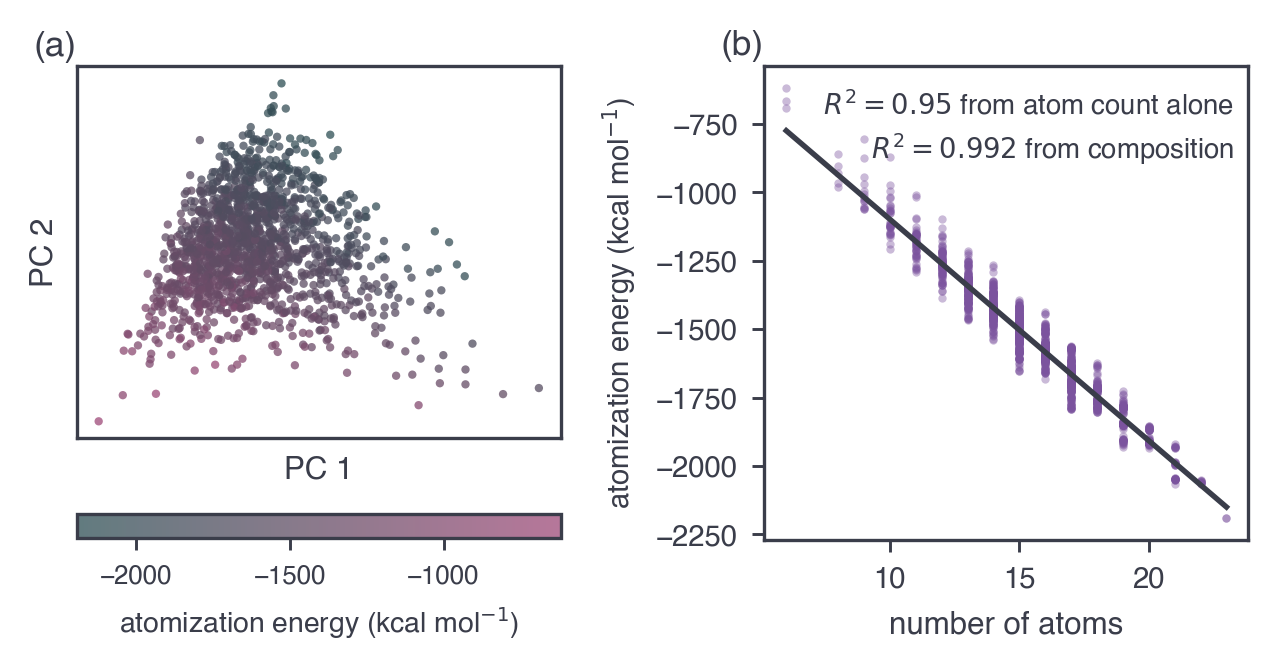 (a)
PC 2
PC 1
−2000 −1500 −1000
atomization energy (kcal mol⁻¹)
(b)
R² = 0.95 from atom count alone
R² = 0.992 from composition
atomization energy (kcal mol⁻¹)
−750
−1000
−1250
−1500
−1750
−2000
−2250
10 15 20
number of atoms